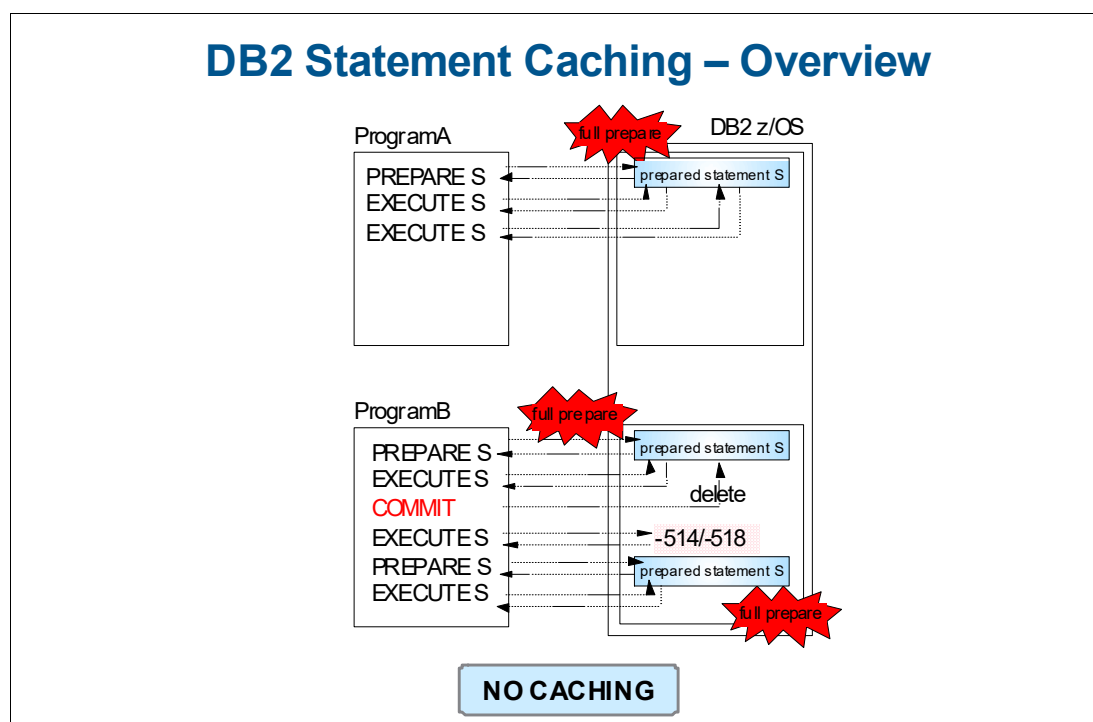 DB2 Statement Caching – Overview
ProgramA
full prepare
DB2 z/OS
PREPARE S
prepared statement S
EXECUTE S
EXECUTE S
ProgramB
full prepare
PREPARE S
prepared statement S
EXECUTE S
delete
COMMIT
EXECUTE S
-514/-518
PREPARE S
prepared statement S
EXECUTE S
full prepare
NO CACHING